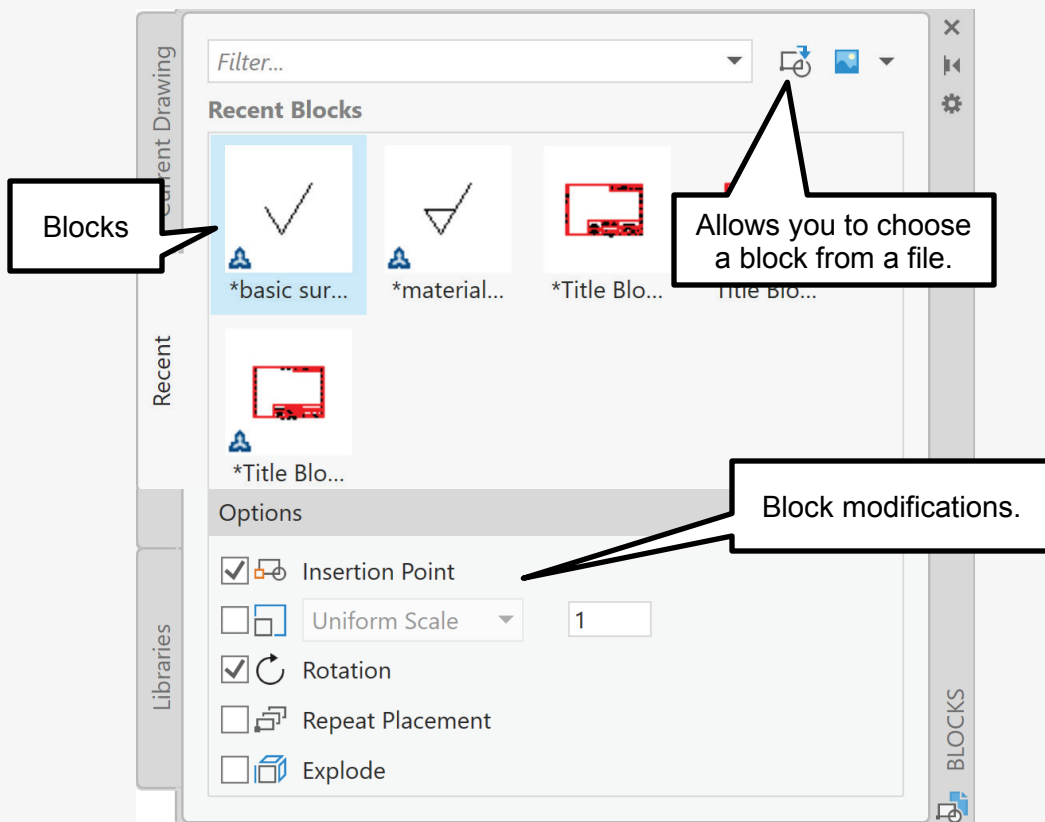 Filter...
Recent Blocks
Current Drawing
Blocks
Allows you to choose
a block from a file.
*basic sur...
*material...
*Title Blo...
Title Blo...
Recent
*Title Blo...
Options
Block modifications.
Insertion Point
Uniform Scale
1
Rotation
Repeat Placement
Explode
Libraries
BLOCKS